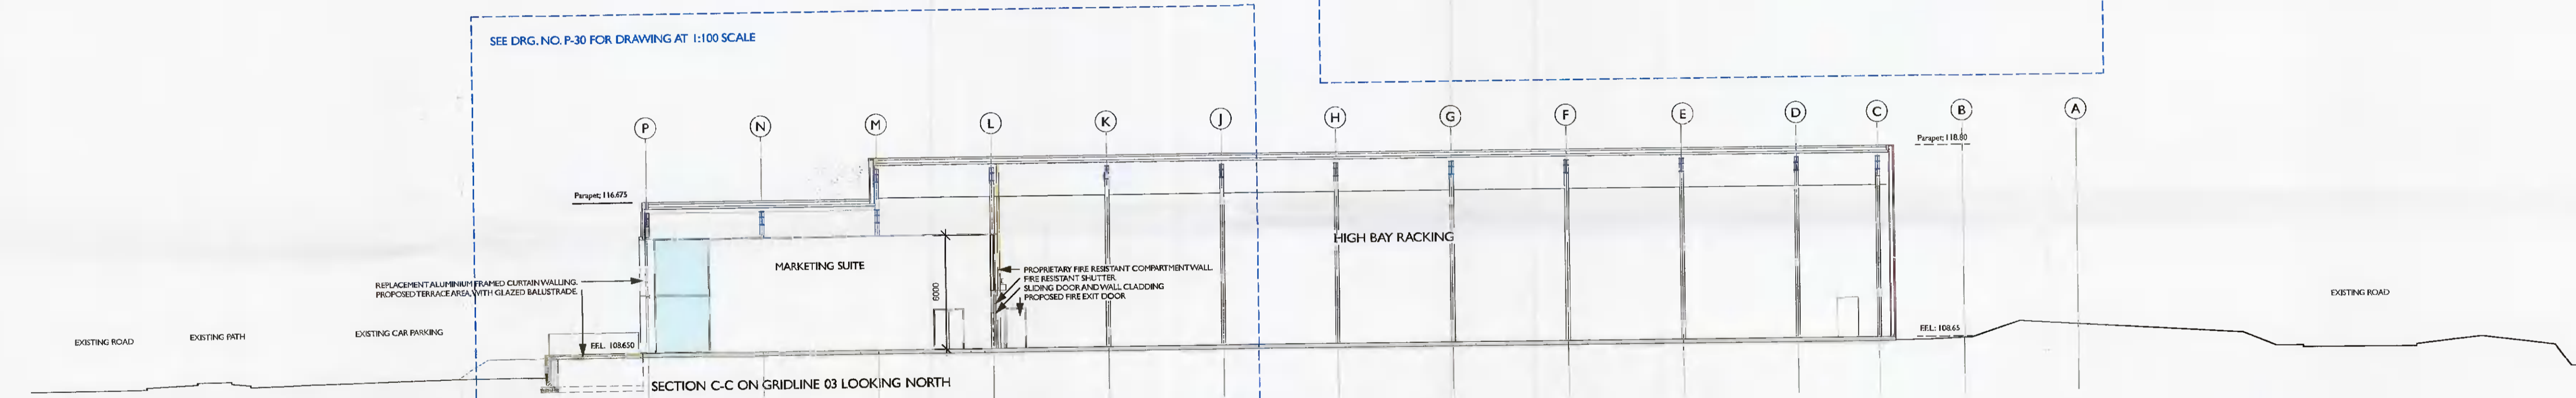 SEE DRG. NO. P-30 FOR DRAWING AT 1:100 SCALE
P
N
M
L
K
J
H
G
F
E
D
C
B
A
Parapet; 118.80
Parapet; 116.675
HIGH BAY RACKING
MARKETING SUITE
PROPRIETARY FIRE RESISTANT COMPARTMENT WALL.
FIRE RESISTANT SHUTTER.
SLIDING DOOR AND WALL CLADDING
PROPOSED FIRE EXIT DOOR
6000
REPLACEMENT ALUMINIUM FRAMED CURTAIN WALLING.
PROPOSED TERRACE AREA, WITH GLAZED BALUSTRADE.
EXISTING ROAD
EXISTING PATH
EXISTING CAR PARKING
F.F.L. 108.650
F.F.L: 108.65
EXISTING ROAD
SECTION C-C ON GRIDLINE 03 LOOKING NORTH